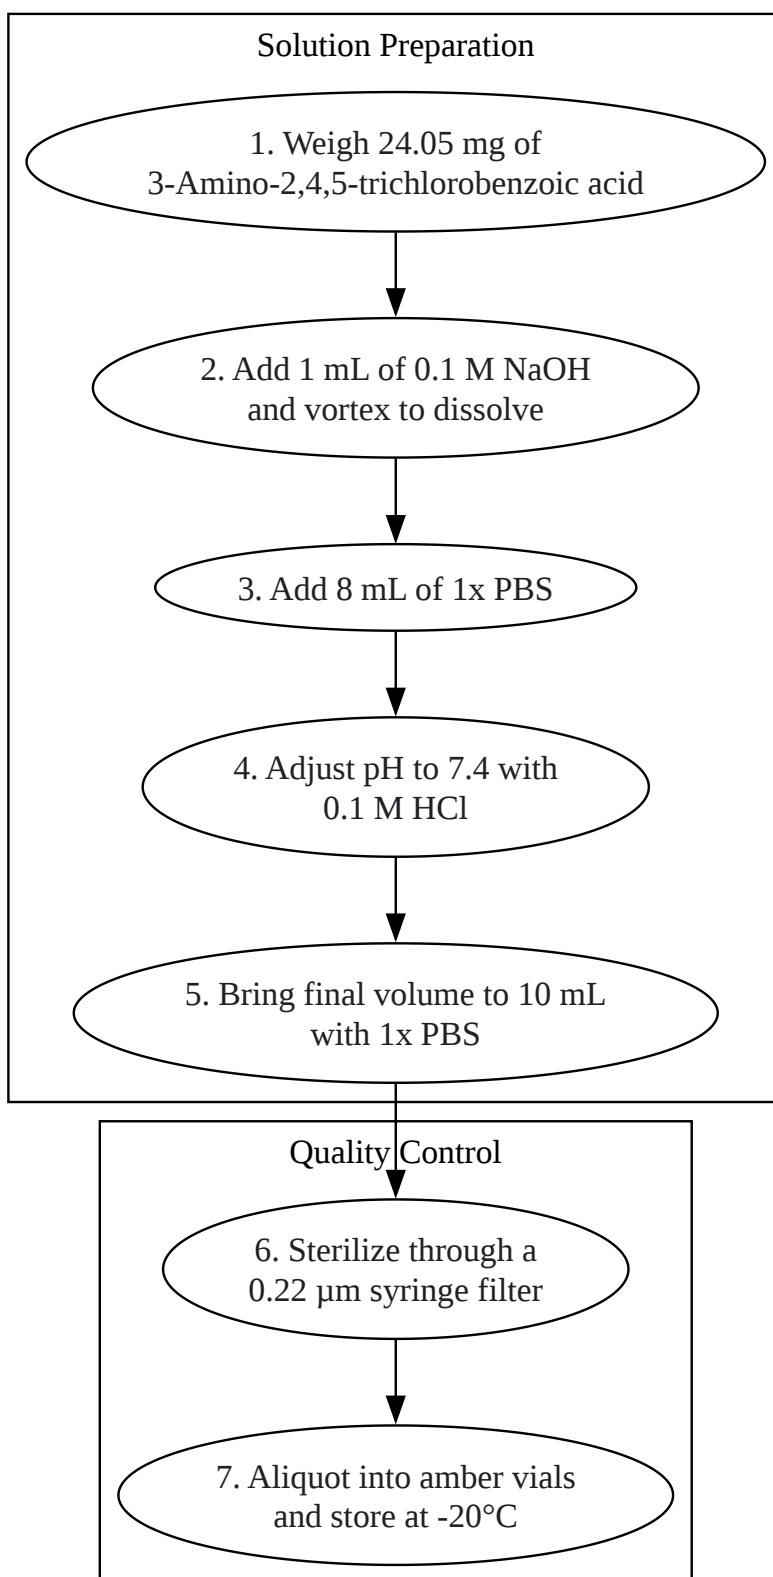 Solution Preparation
1. Weigh 24.05 mg of
3-Amino-2,4,5-trichlorobenzoic acid
2. Add 1 mL of 0.1 M NaOH
and vortex to dissolve
3. Add 8 mL of 1x PBS
4. Adjust pH to 7.4 with
0.1 M HCl
5. Bring final volume to 10 mL
with 1x PBS
Quality Control
6. Sterilize through a
0.22 µm syringe filter
7. Aliquot into amber vials
and store at -20°C